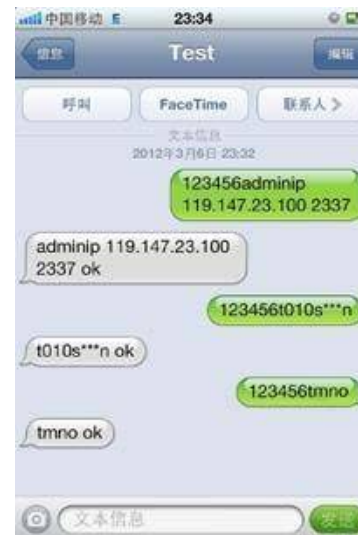 中国移动 E 23:34
信息 Test 编辑
呼叫 FaceTime 联系人
文本信息
2012年3月6日 23:32
123456adminip
119.147.23.100 2337
adminip 119.147.23.100
2337 ok
123456t010s***n
t010s***n ok
123456tmno
tmno ok
文本信息 发送